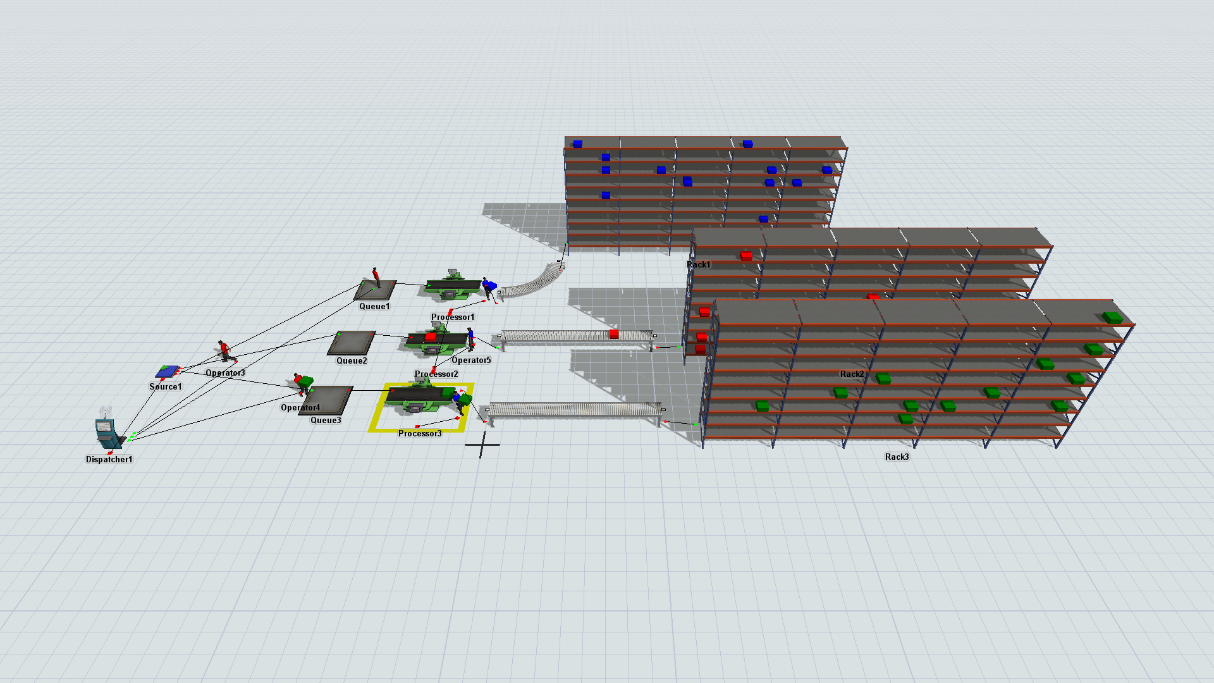 Rack1
Queue1
Processor1
Queue2
Operator5
Operator3
Processor2
Rack2
Source1
Operator4
Queue3
Processor3
Rack3
Dispatcher1